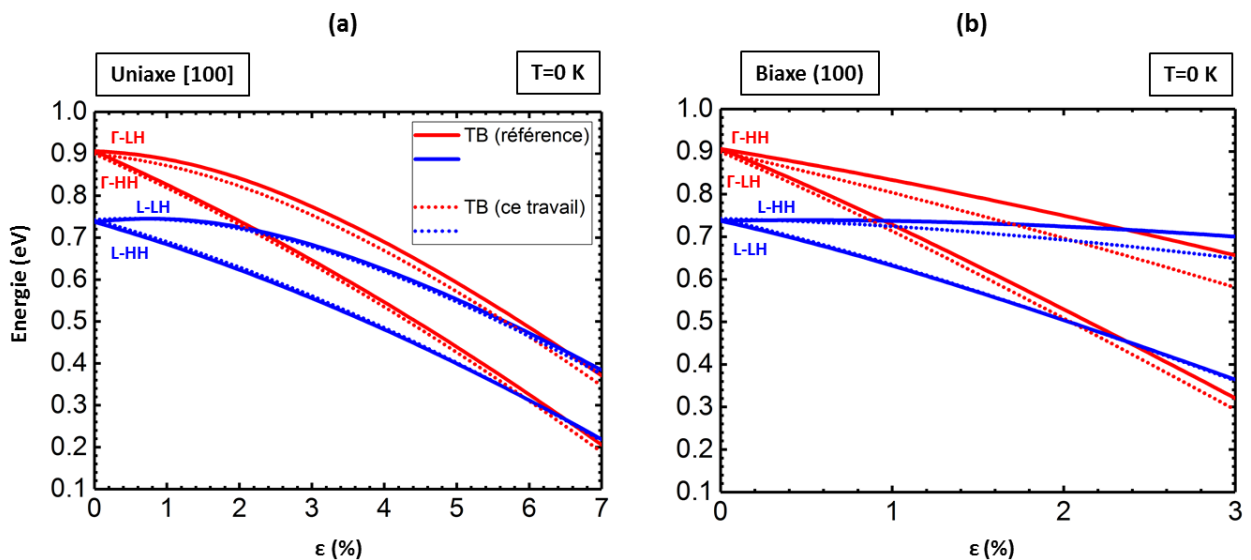 (a)
Uniaxe [100]
T=0 K
1.0
0.9
0.8
0.7
0.6
0.5
0.4
0.3
0.2
0.1
Energie (eV)
Γ-LH
Γ-HH
L-LH
L-HH
TB (référence)
TB (ce travail)
0 1 2 3 4 5 6 7
ε (%)
(b)
Biaxe (100)
T=0 K
1.0
0.9
0.8
0.7
0.6
0.5
0.4
0.3
0.2
0.1
Γ-HH
Γ-LH
L-HH
L-LH
0 1 2 3
ε (%)